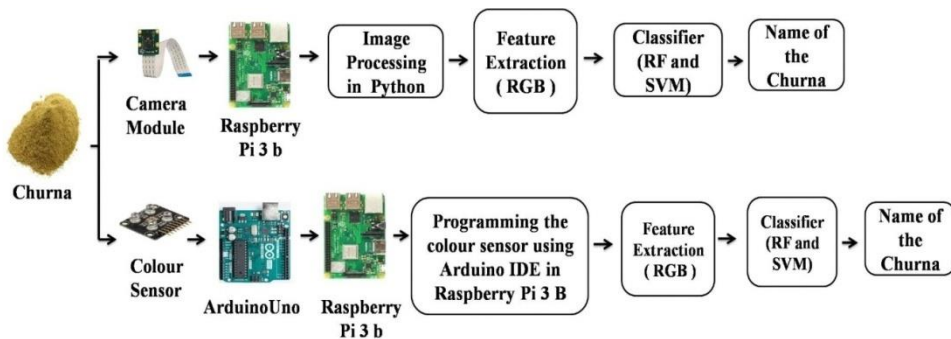 Churna
Camera
Module
Raspberry
Pi 3 b
Image
Processing
in Python
Feature
Extraction
( RGB )
Classifier
(RF and
SVM)
Name of
the
Churna
Colour
Sensor
ArduinoUno
Raspberry
Pi 3 b
Programming the
colour sensor using
Arduino IDE in
Raspberry Pi 3 B
Feature
Extraction
( RGB )
Classifier
(RF and
SVM)
Name of
the
Churna